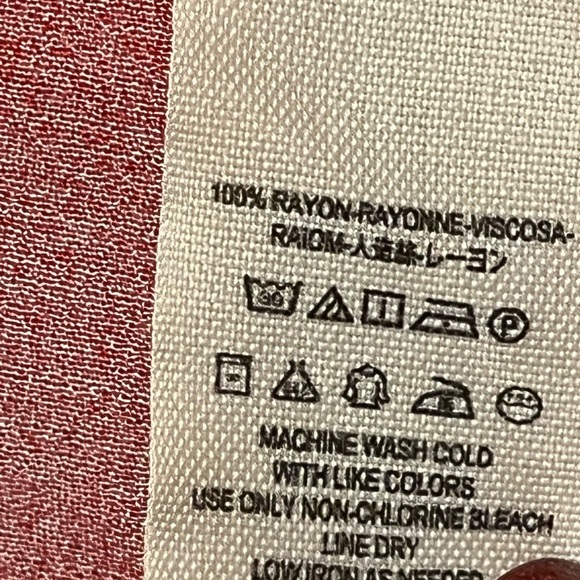 100% RAYON-RAYONNE-VISCOSA-
RAIOM-人造絲-レーヨン
30
P
MACHINE WASH COLD
WITH LIKE COLORS
USE ONLY NON-CHLORINE BLEACH
LINE DRY
LOW IRON AS NEEDED